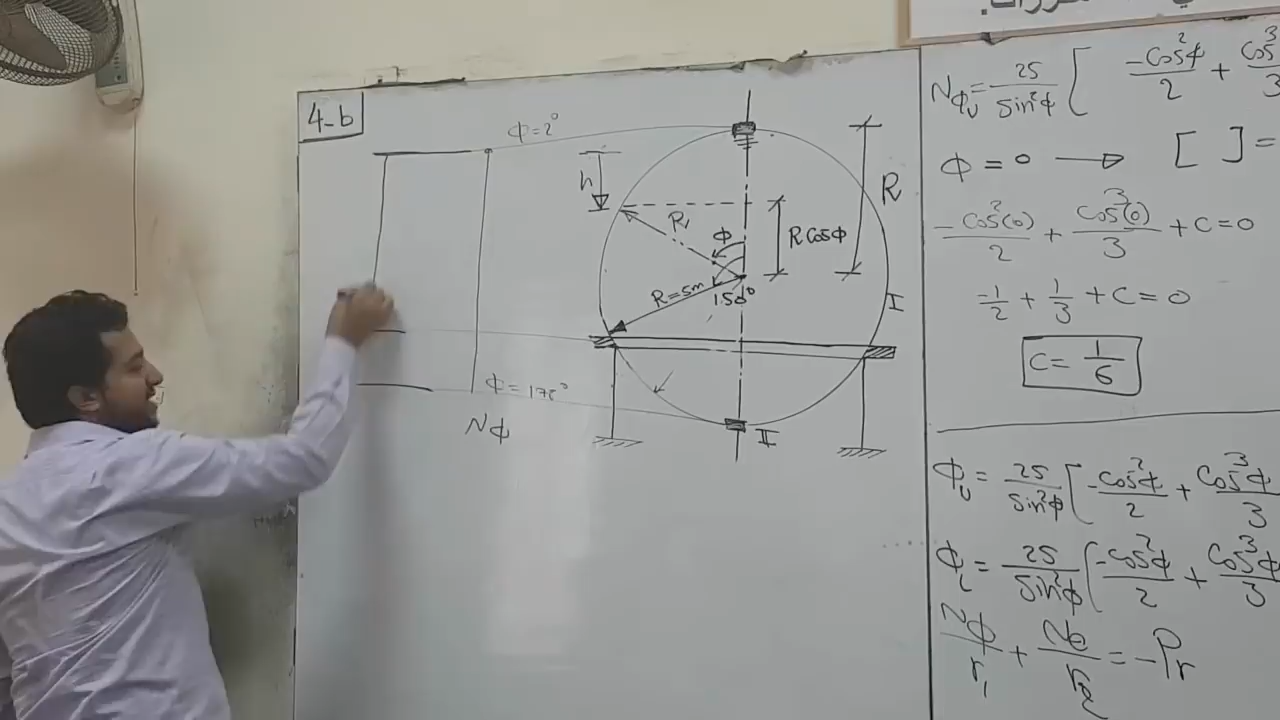 4-b
Φ=2°
h
R₁
Φ
R
R Cosφ
R=5m
150°
I
Φ=178°
Nφ
II
Nφᵤ = 25/Sin²φ [ -Cos²φ/2 + Cos³
φ = 0 → [ ] =
-Cos²(0)/2 + Cos³(0)/3 + C = 0
-1/2 + 1/3 + C = 0
C = 1/6
φᵤ = 25/Sin²φ [ -Cos²φ/2 + Cos³φ/3
φL = 25/Sin²φ [ -Cos²φ/2 + Cos³φ/3
Nφ/r₁ + Nθ/r₂ = -Pr